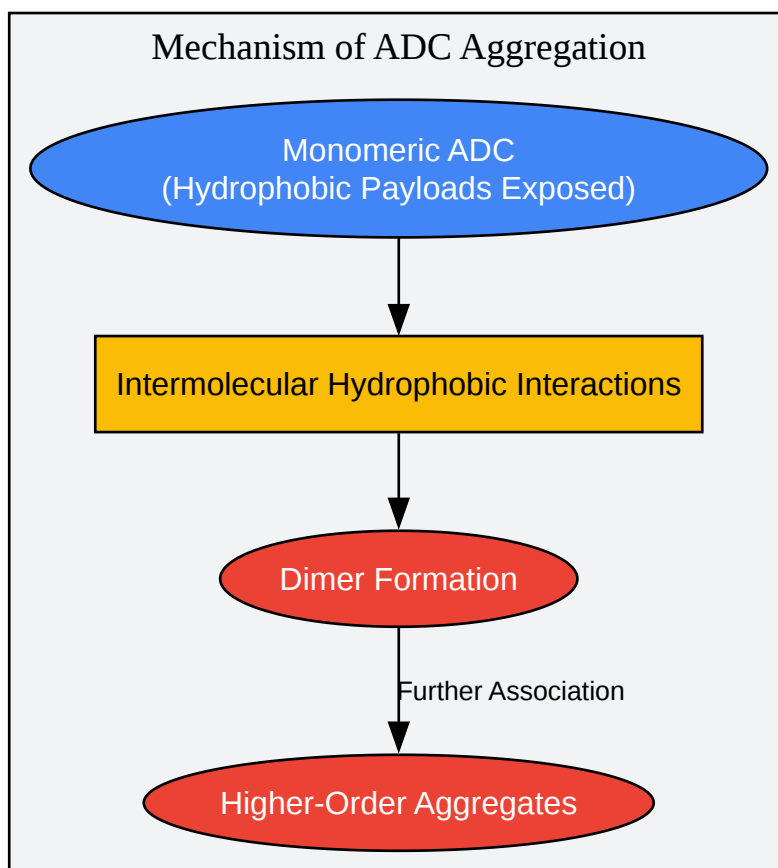 Mechanism of ADC Aggregation
Monomeric ADC
(Hydrophobic Payloads Exposed)
Intermolecular Hydrophobic Interactions
Dimer Formation
Further Association
Higher-Order Aggregates